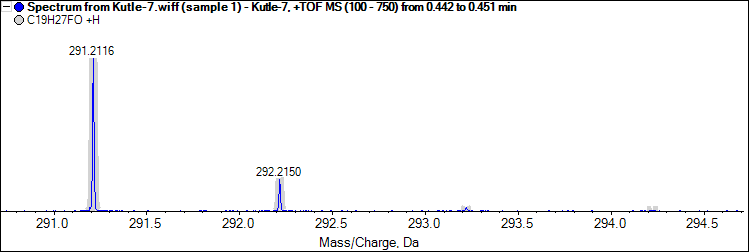 Spectrum from Kutle-7.wiff (sample 1) - Kutle-7, +TOF MS (100 - 750) from 0.442 to 0.451 min
C19H27FO +H
291.2116
292.2150
291.0 291.5 292.0 292.5 293.0 293.5 294.0 294.5
Mass/Charge, Da